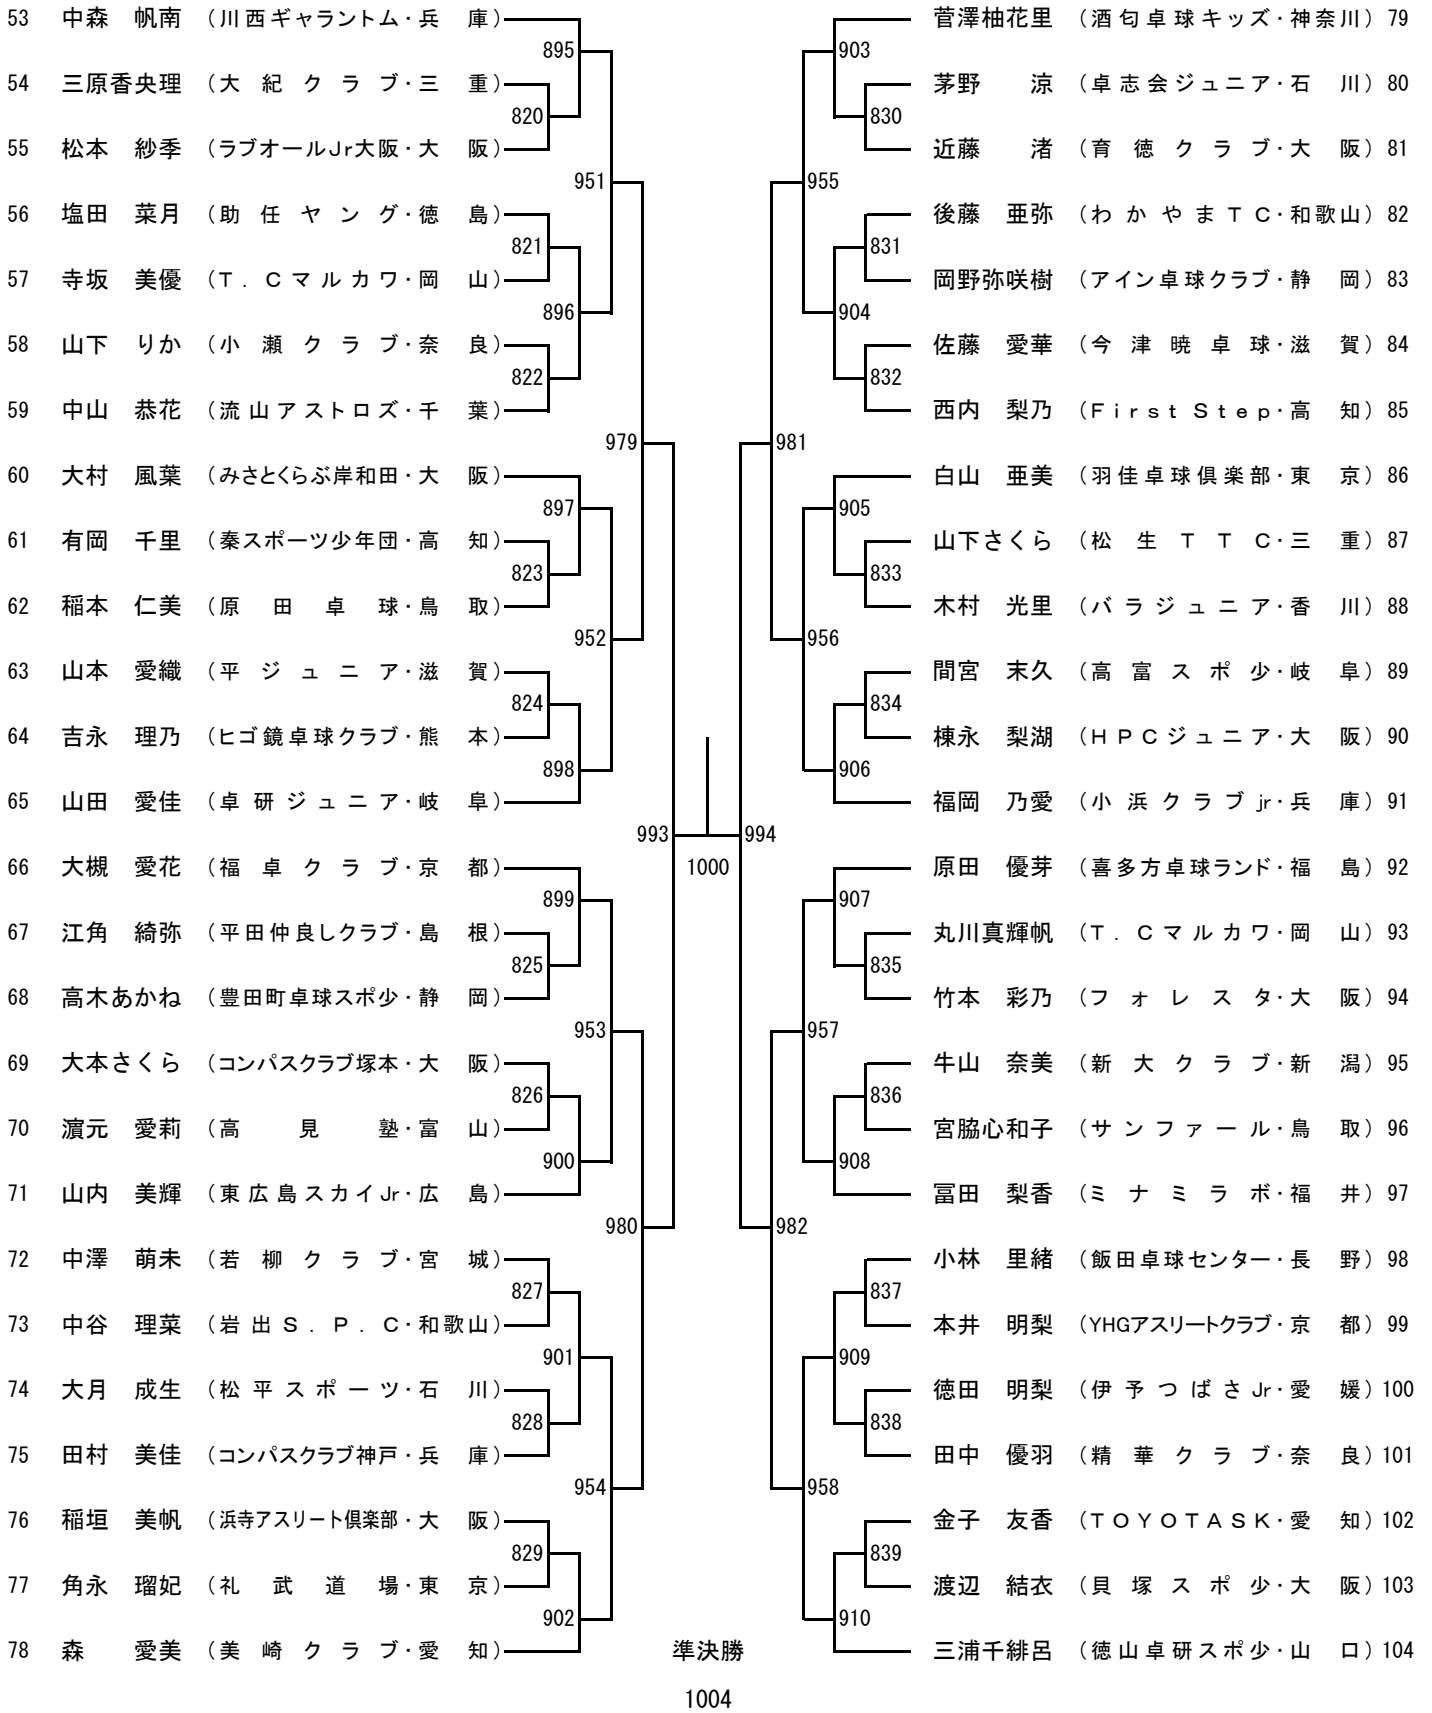 53 中森 帆南 (川西ギャラントム・兵 庫) 菅澤柚花里 (酒匂卓球キッズ・神奈川) 79
895 903
54 三原香央理 (大紀クラブ・三 重) 茅野 涼 (卓志会ジュニア・石 川) 80
820 830
55 松本 紗季 (ラブオールJr大阪・大 阪) 近藤 渚 (育徳クラブ・大 阪) 81
951 955
56 塩田 菜月 (助任ヤング・徳 島) 後藤 亜弥 (わかやまTC・和歌山) 82
821 831
57 寺坂 美優 (T.Cマルカワ・岡 山) 岡野弥咲樹 (アイン卓球クラブ・静 岡) 83
896 904
58 山下 りか (小瀬クラブ・奈 良) 佐藤 愛華 (今津暁卓球・滋 賀) 84
822 832
59 中山 恭花 (流山アストロズ・千 葉) 西内 梨乃 (First Step・高 知) 85
979 981
60 大村 風葉 (みさとくらぶ岸和田・大 阪) 白山 亜美 (羽佳卓球倶楽部・東 京) 86
897 905
61 有岡 千里 (秦スポーツ少年団・高 知) 山下さくら (松生TTC・三 重) 87
823 833
62 稲本 仁美 (原田卓球・鳥 取) 木村 光里 (バラジュニア・香 川) 88
952 956
63 山本 愛織 (平ジュニア・滋 賀) 間宮 末久 (高富スポ少・岐 阜) 89
824 834
64 吉永 理乃 (ヒゴ鏡卓球クラブ・熊 本) 棟永 梨湖 (HPCジュニア・大 阪) 90
898 906
65 山田 愛佳 (卓研ジュニア・岐 阜) 福岡 乃愛 (小浜クラブjr・兵 庫) 91
993 994
66 大槻 愛花 (福卓クラブ・京 都) 1000 原田 優芽 (喜多方卓球ランド・福 島) 92
899 907
67 江角 綺弥 (平田仲良しクラブ・島 根) 丸川真輝帆 (T.Cマルカワ・岡 山) 93
825 835
68 高木あかね (豊田町卓球スポ少・静 岡) 竹本 彩乃 (フォレスタ・大 阪) 94
953 957
69 大本さくら (コンパスクラブ塚本・大 阪) 牛山 奈美 (新大クラブ・新 潟) 95
826 836
70 濵元 愛莉 (高見塾・富 山) 宮脇心和子 (サンファール・鳥 取) 96
900 908
71 山内 美輝 (東広島スカイJr・広 島) 冨田 梨香 (ミナミラボ・福 井) 97
980 982
72 中澤 萌未 (若柳クラブ・宮 城) 小林 里緒 (飯田卓球センター・長 野) 98
827 837
73 中谷 理菜 (岩出S.P.C・和歌山) 本井 明梨 (YHGアスリートクラブ・京 都) 99
901 909
74 大月 成生 (松平スポーツ・石 川) 徳田 明梨 (伊予つばさJr・愛 媛) 100
828 838
75 田村 美佳 (コンパスクラブ神戸・兵 庫) 田中 優羽 (精華クラブ・奈 良) 101
954 958
76 稲垣 美帆 (浜寺アスリート倶楽部・大 阪) 金子 友香 (TOYOTASK・愛 知) 102
829 839
77 角永 瑠妃 (礼武道場・東 京) 渡辺 結衣 (貝塚スポ少・大 阪) 103
902 910
78 森 愛美 (美崎クラブ・愛 知) 準決勝 三浦千緋呂 (徳山卓研スポ少・山 口) 104
1004